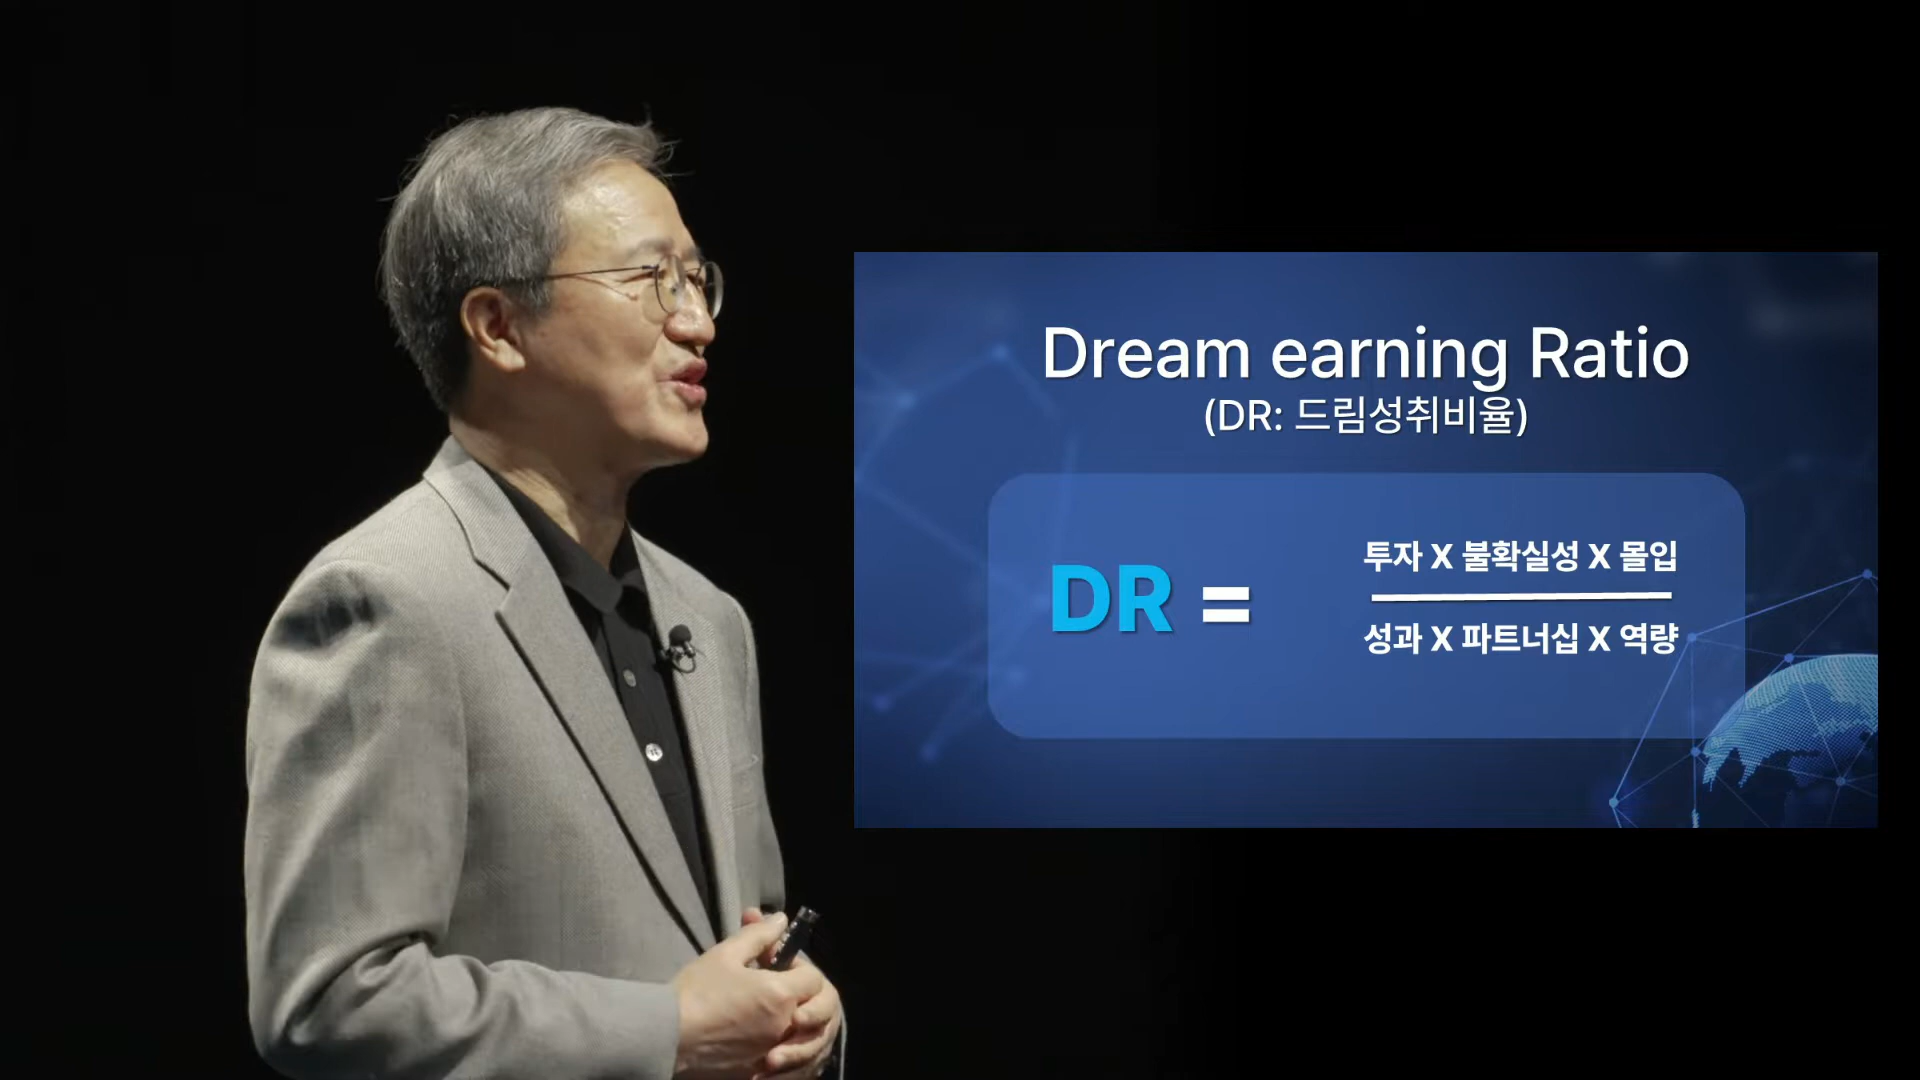 Dream earning Ratio
(DR: 드림성취비율)
DR =
투자 X 불확실성 X 몰입
성과 X 파트너십 X 역량